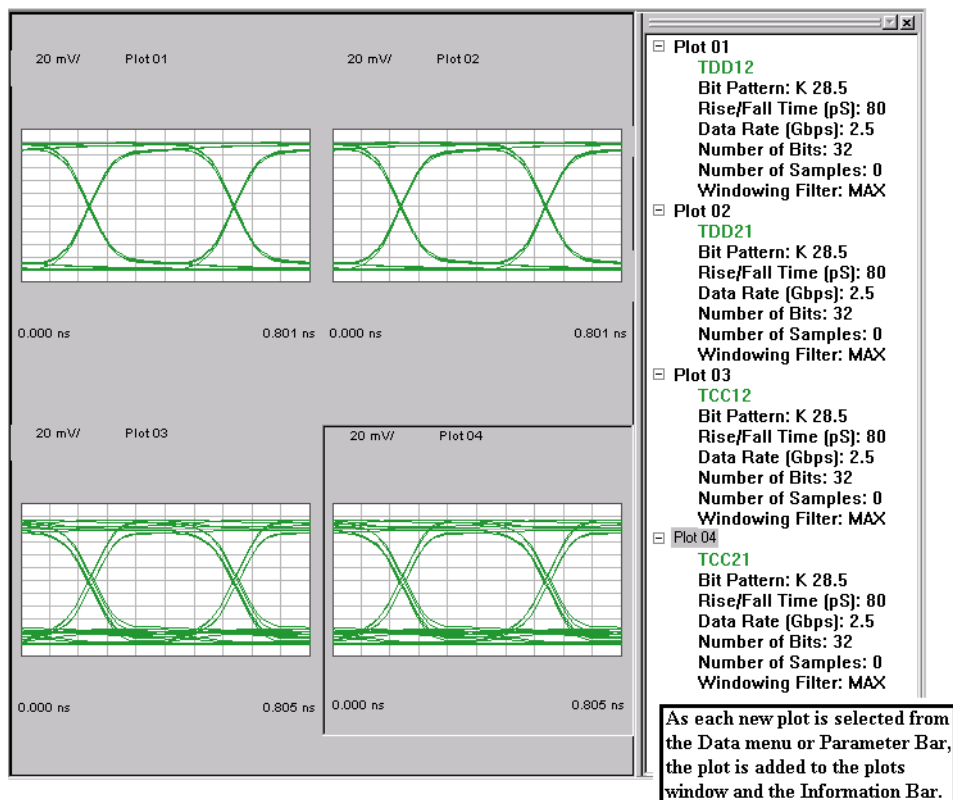 20 mV/ Plot 01
20 mV/ Plot 02
0.000 ns 0.801 ns
0.000 ns 0.801 ns
20 mV/ Plot 03
20 mV/ Plot 04
0.000 ns 0.805 ns
0.000 ns 0.805 ns
Plot 01
TDD12
Bit Pattern: K 28.5
Rise/Fall Time (pS): 80
Data Rate (Gbps): 2.5
Number of Bits: 32
Number of Samples: 0
Windowing Filter: MAX
Plot 02
TDD21
Bit Pattern: K 28.5
Rise/Fall Time (pS): 80
Data Rate (Gbps): 2.5
Number of Bits: 32
Number of Samples: 0
Windowing Filter: MAX
Plot 03
TCC12
Bit Pattern: K 28.5
Rise/Fall Time (pS): 80
Data Rate (Gbps): 2.5
Number of Bits: 32
Number of Samples: 0
Windowing Filter: MAX
Plot 04
TCC21
Bit Pattern: K 28.5
Rise/Fall Time (pS): 80
Data Rate (Gbps): 2.5
Number of Bits: 32
Number of Samples: 0
Windowing Filter: MAX
As each new plot is selected from
the Data menu or Parameter Bar,
the plot is added to the plots
window and the Information Bar.